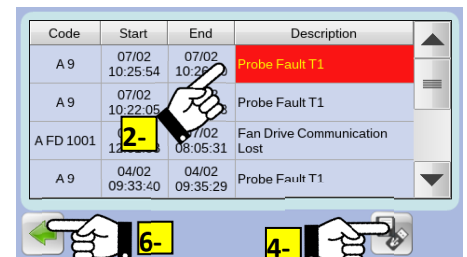 Code Start End Description
A 9 07/02 07/02 Probe Fault T1
10:25:54
A 9 07/02 Probe Fault T1
10:22:05
A FD 1001 Fan Drive Communication
08:05:31 Lost
A 9 04/02 04/02 Probe Fault T1
09:33:40 09:35:29
2-
6-
4-